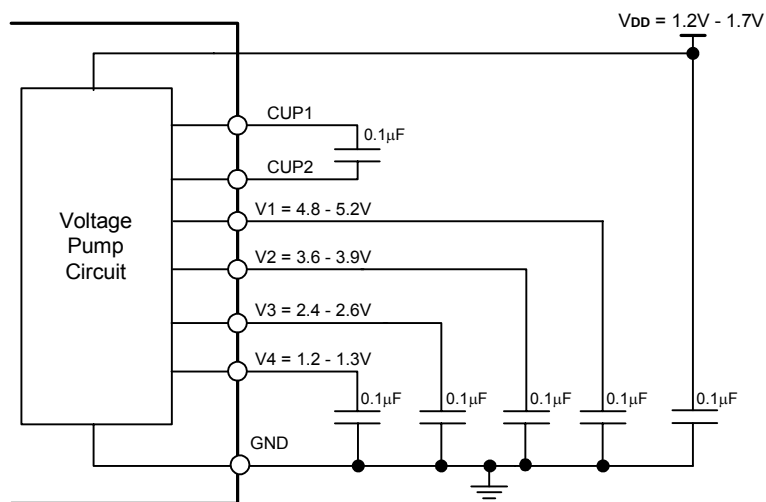 VDD = 1.2V - 1.7V
CUP1
0.1µF
CUP2
Voltage
Pump
Circuit
V1 = 4.8 - 5.2V
V2 = 3.6 - 3.9V
V3 = 2.4 - 2.6V
V4 = 1.2 - 1.3V
0.1µF
0.1µF
0.1µF
0.1µF
0.1µF
GND